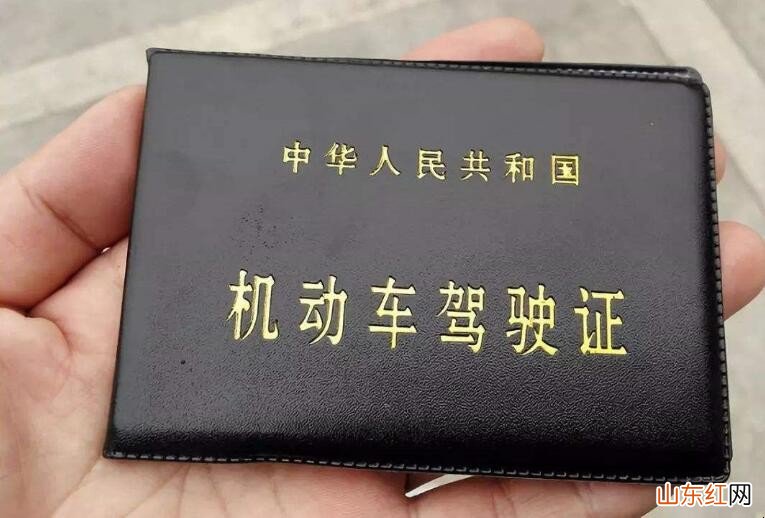 中华人民共和国
机动车驾驶证
山东红网